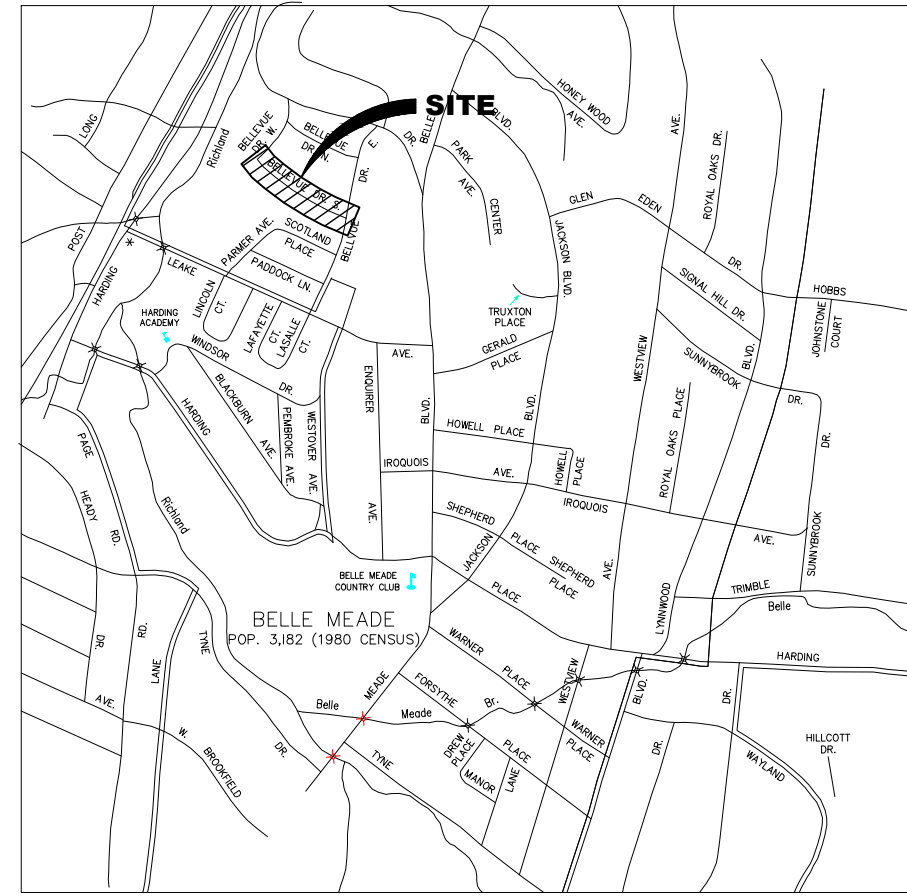 SITE
HONEY WOOD
AVE.
LONG
Richland
BELLEVUE
DR. W.
BELLEVUE
DR. N.
E.
DR.
BELLEVUE DR. S.
DR.
BELLE
BLVD.
PARK
AVE.
CENTER
AVE.
ROYAL OAKS DR.
GLEN
EDEN
DR.
POST
HARDING
PARMER AVE.
SCOTLAND
PLACE
BELLVUE
PADDOCK LN.
LEAKE
LINCOLN
CT.
LAFAYETTE
CT.
LASALLE
CT.
HARDING
ACADEMY
WINDSOR
DR.
JACKSON BLVD.
TRUXTON
PLACE
GERALD
PLACE
SIGNAL HILL DR.
HOBBS
JOHNSTONE
COURT
WESTVIEW
SUNNYBROOK
BLVD.
DR.
AVE.
ENQUIRER
BLVD.
BLVD.
BLACKBURN
AVE.
PEMBROKE AVE.
WESTOVER AVE.
HARDING
HOWELL PLACE
HOWELL
PLACE
IROQUOIS
AVE.
IROQUOIS
AVE.
ROYAL OAKS PLACE
DR.
SUNNYBROOK
PAGE
RD.
HEADY
DR.
Richland
AVE.
SHEPHERD
PLACE
SHEPHERD
PLACE
JACKSON
PLACE
AVE.
LYNNWOOD
TRIMBLE
Belle
BELLE MEADE
COUNTRY CLUB
BELLE MEADE
POP. 3,182 (1980 CENSUS)
RD.
LANE
TYNE
DR.
AVE.
W.
BROOKFIELD
WARNER
PLACE
WESTVIEW
WARNER
PLACE
HARDING
BLVD.
DR.
DR.
WAYLAND
HILLCOTT
DR.
MEADE
FORSYTHE
PLACE
Belle
Meade
Br.
TYNE
DREW
PLACE
MANOR
LANE